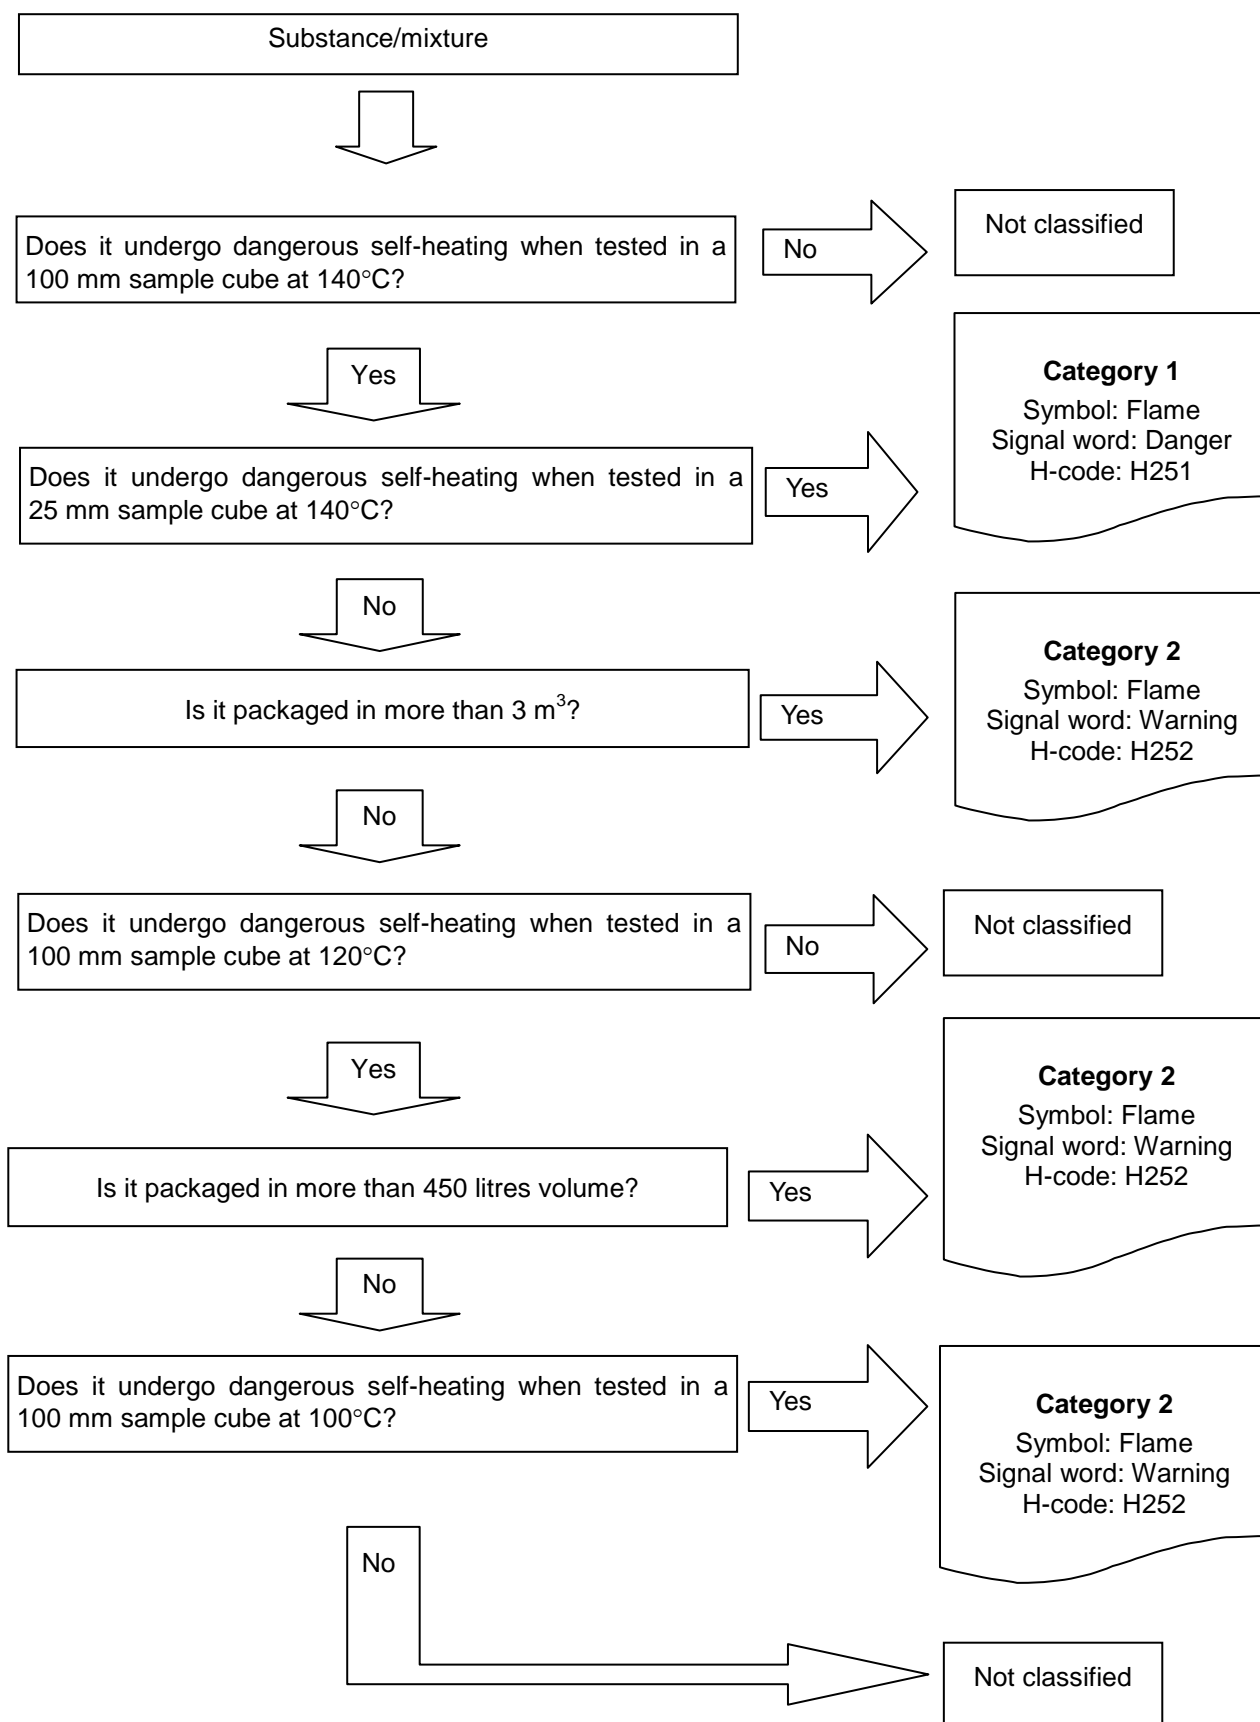 Substance/mixture
Does it undergo dangerous self-heating when tested in a
100 mm sample cube at 140°C?
No
Not classified
Yes
Category 1
Symbol: Flame
Signal word: Danger
H-code: H251
Does it undergo dangerous self-heating when tested in a
25 mm sample cube at 140°C?
Yes
No
Category 2
Symbol: Flame
Signal word: Warning
H-code: H252
Is it packaged in more than 3 m³?
Yes
No
Does it undergo dangerous self-heating when tested in a
100 mm sample cube at 120°C?
No
Not classified
Yes
Category 2
Symbol: Flame
Signal word: Warning
H-code: H252
Is it packaged in more than 450 litres volume?
Yes
No
Does it undergo dangerous self-heating when tested in a
100 mm sample cube at 100°C?
Yes
Category 2
Symbol: Flame
Signal word: Warning
H-code: H252
No
Not classified